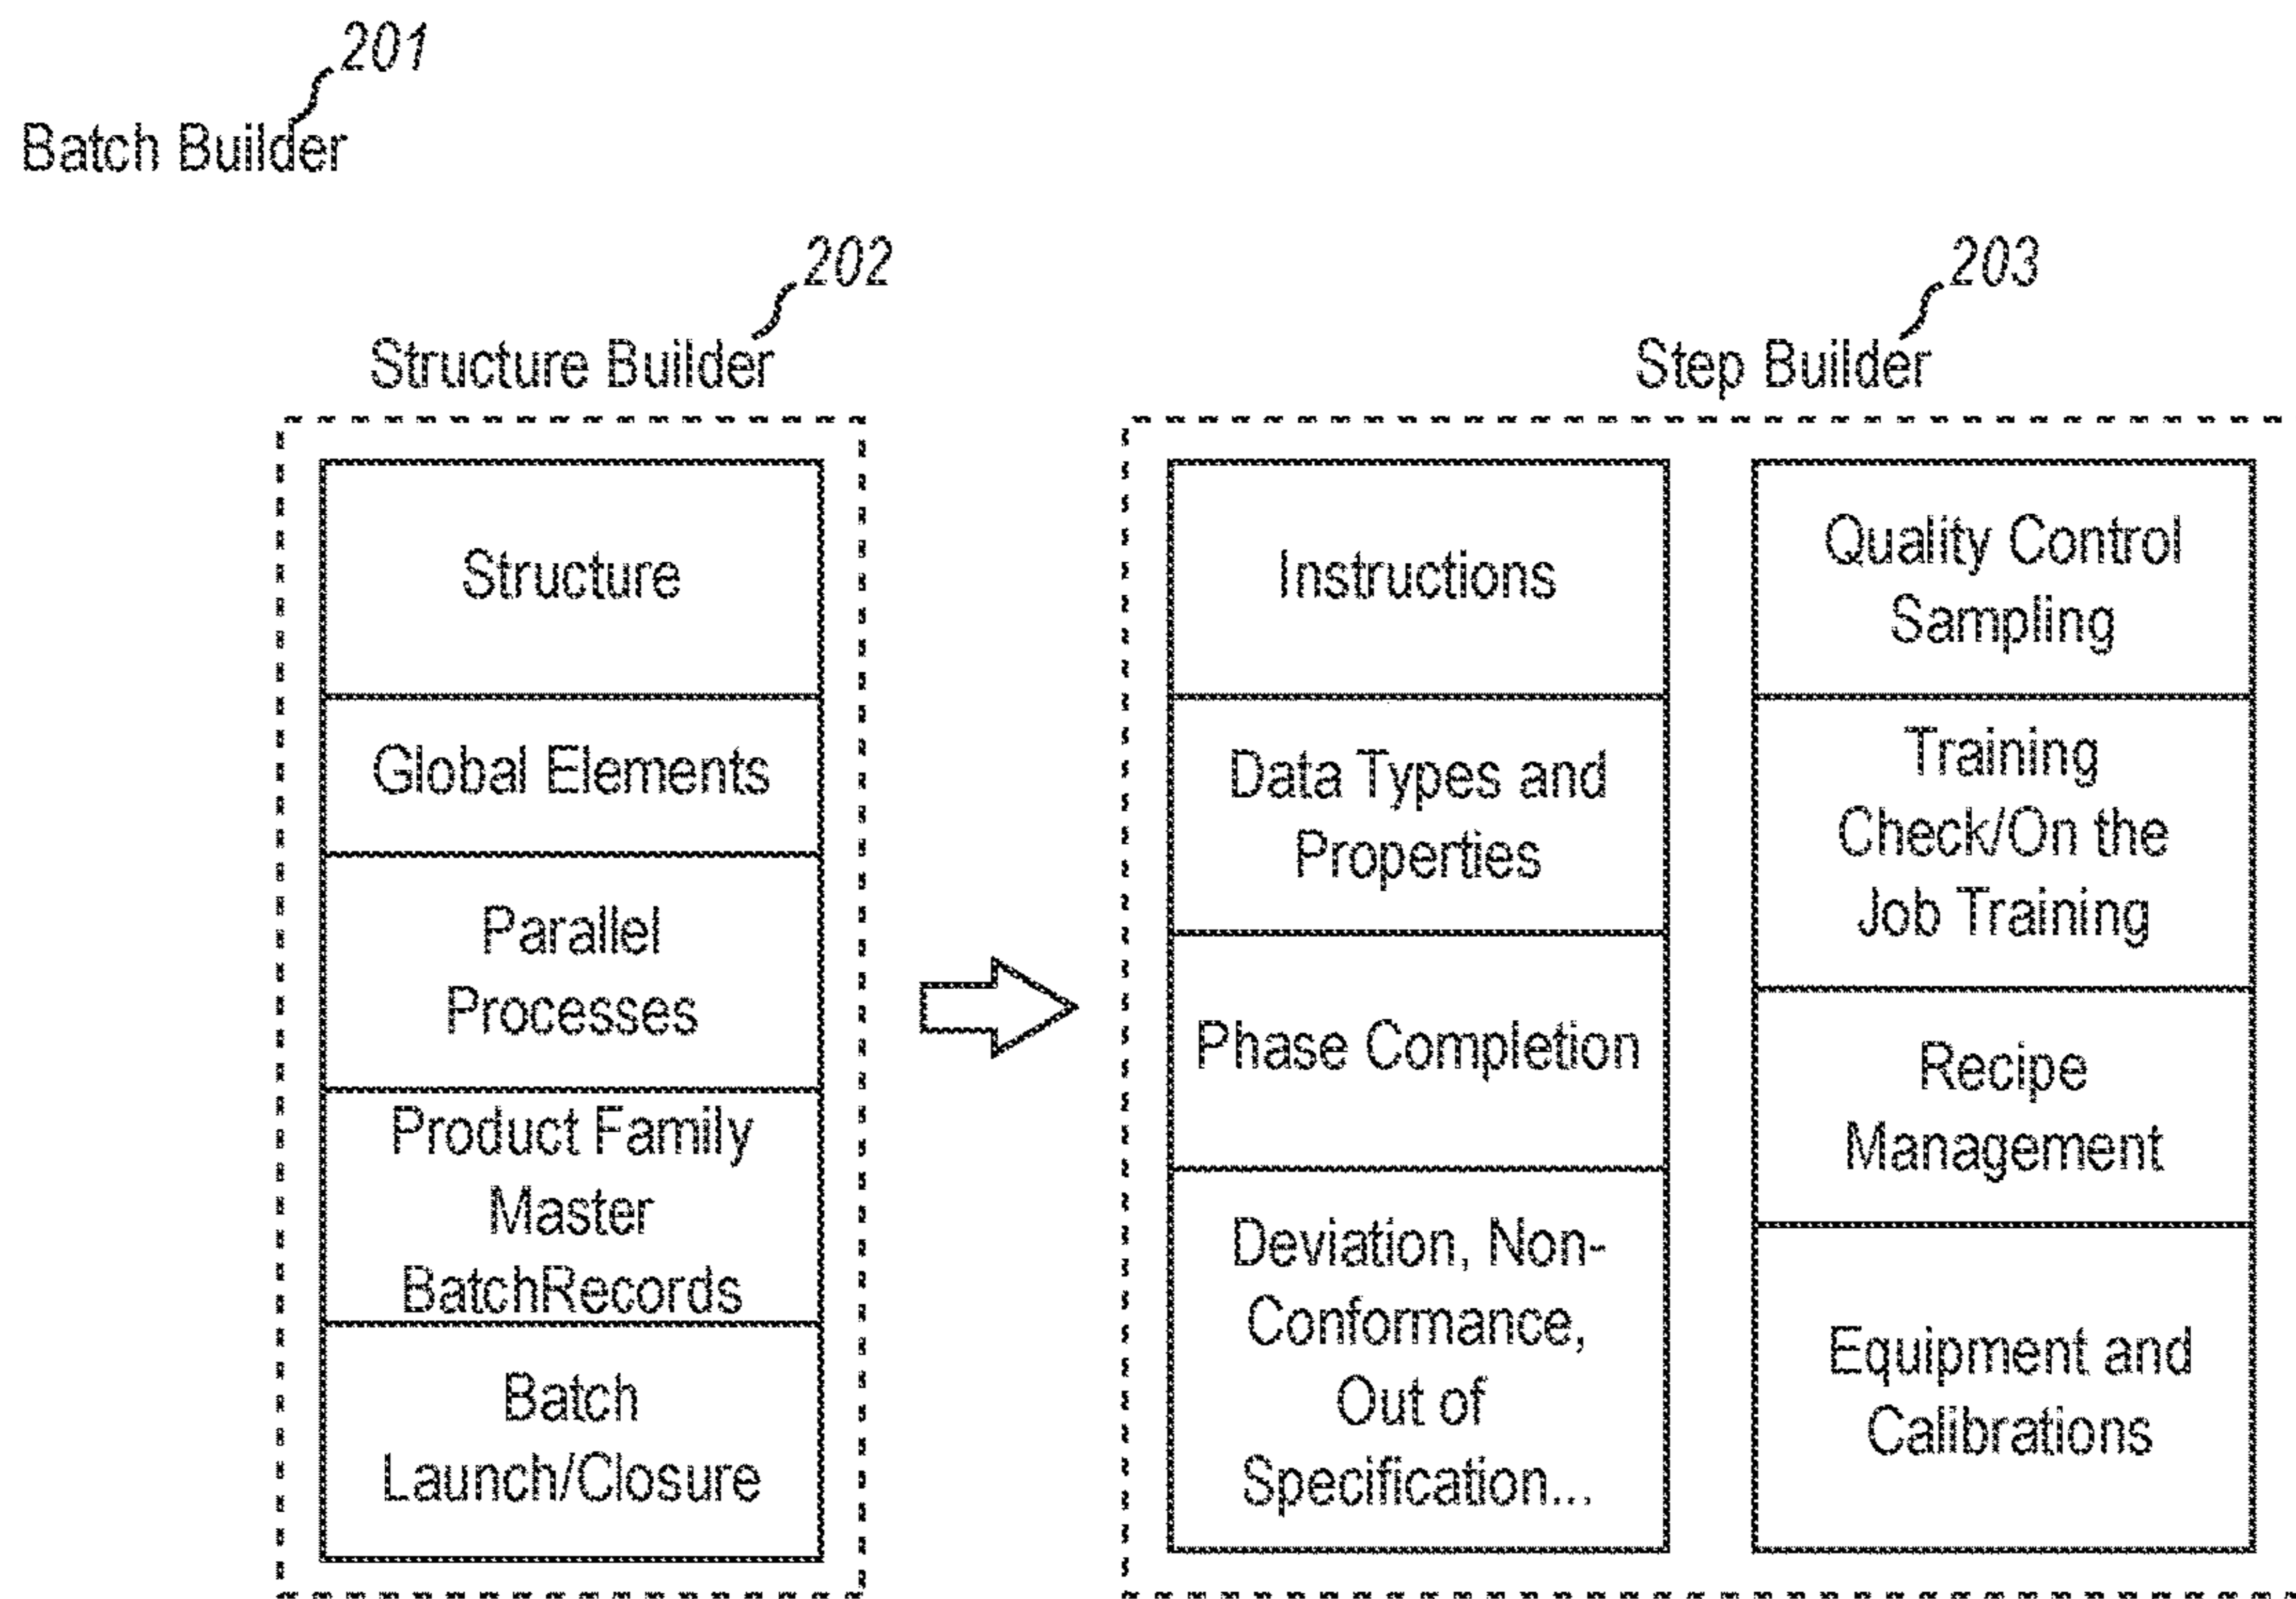 201
Batch Builder
202
Structure Builder
Structure
Global Elements
Parallel
Processes
Product Family
Master
BatchRecords
Batch
Launch/Closure
203
Step Builder
Instructions
Data Types and
Properties
Phase Completion
Deviation, Non-
Conformance,
Out of
Specification...
Quality Control
Sampling
Training
Check/On the
Job Training
Recipe
Management
Equipment and
Calibrations